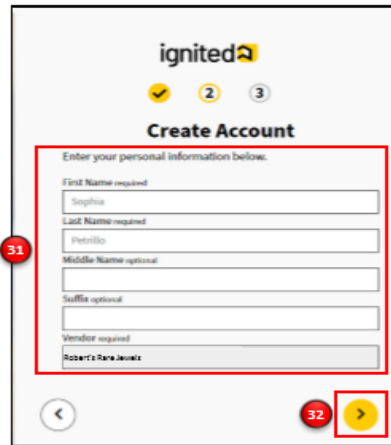 ignited
2 3
Create Account
Enter your personal information below.
First Name required
Sophia
Last Name required
Petrillo
31
Middle Name optional
Suffix optional
Vendor required
Robert's Rare Jewels
32